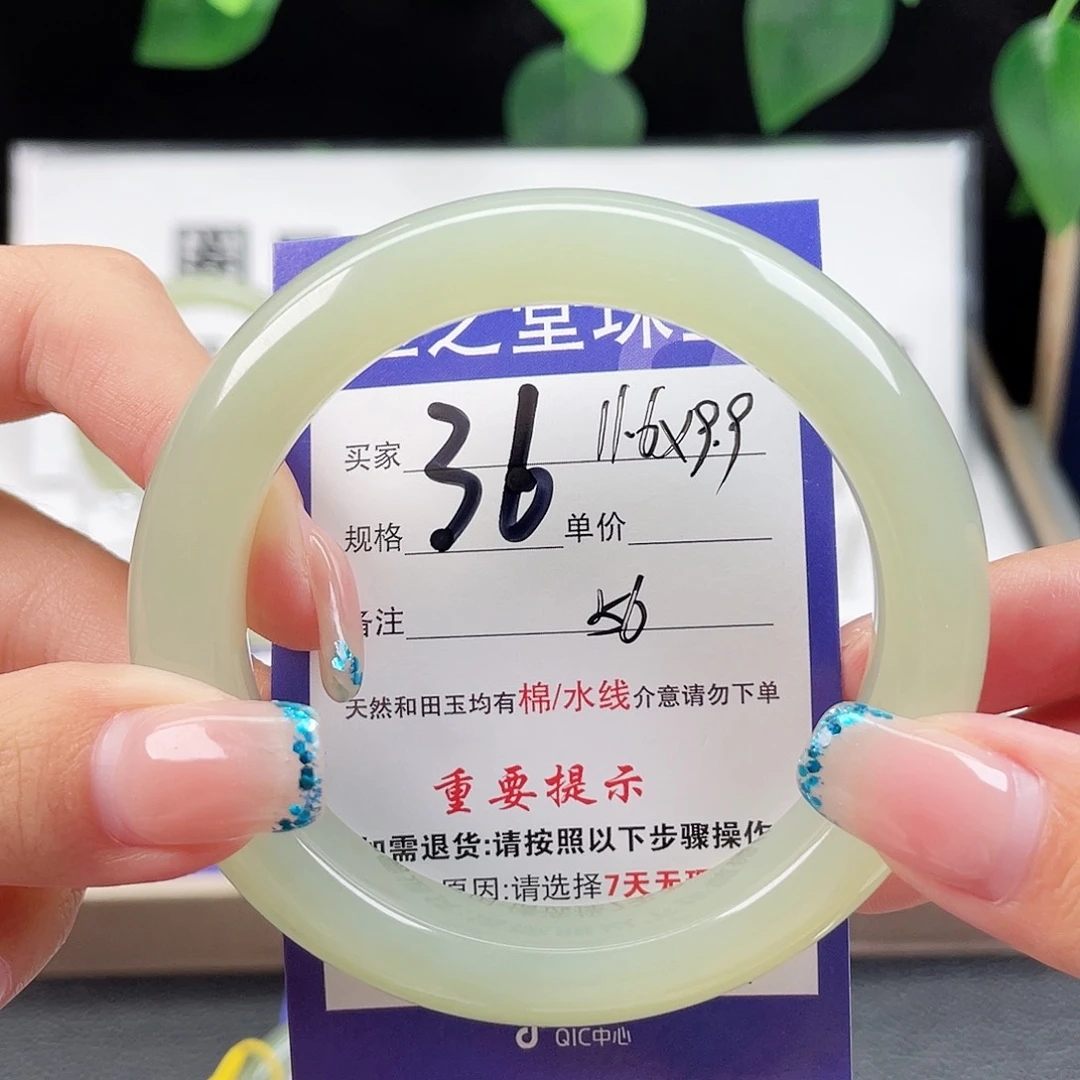 之堂珠
买家 36 11.6x9.9
规格 单价
备注 56
天然和田玉均有棉/水线介意请勿下单
重要提示
如需退货:请按照以下步骤操作
原因:请选择7天无理
QIC中心